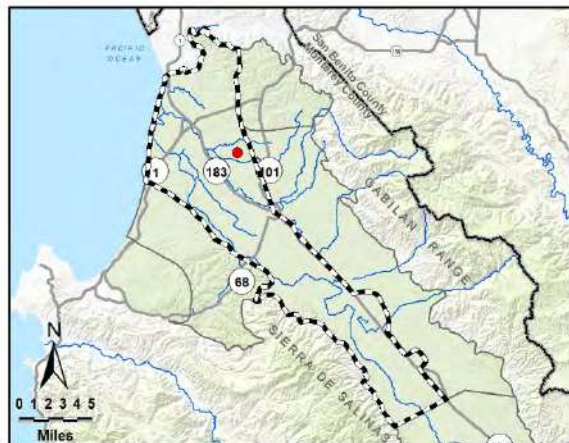 1
PACIFIC
OCEAN
San Benito County
Monterey County
183
101
1
GABILAN RANGE
68
SIERRA DE SALINAS
N
0 1 2 3 4 5
Miles